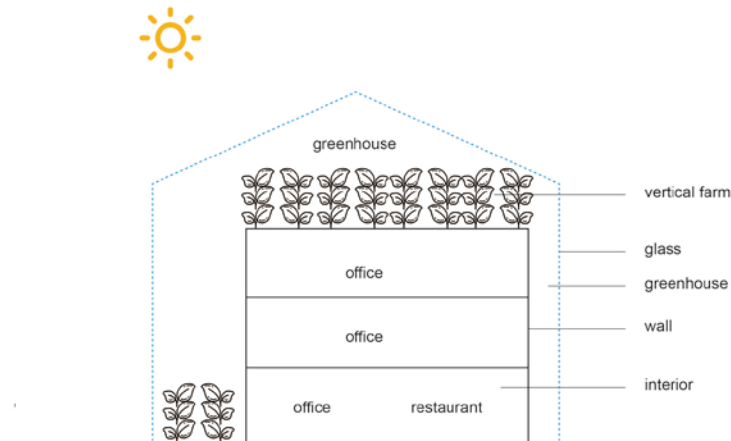 greenhouse
vertical farm
glass
office
greenhouse
wall
office
interior
office
restaurant